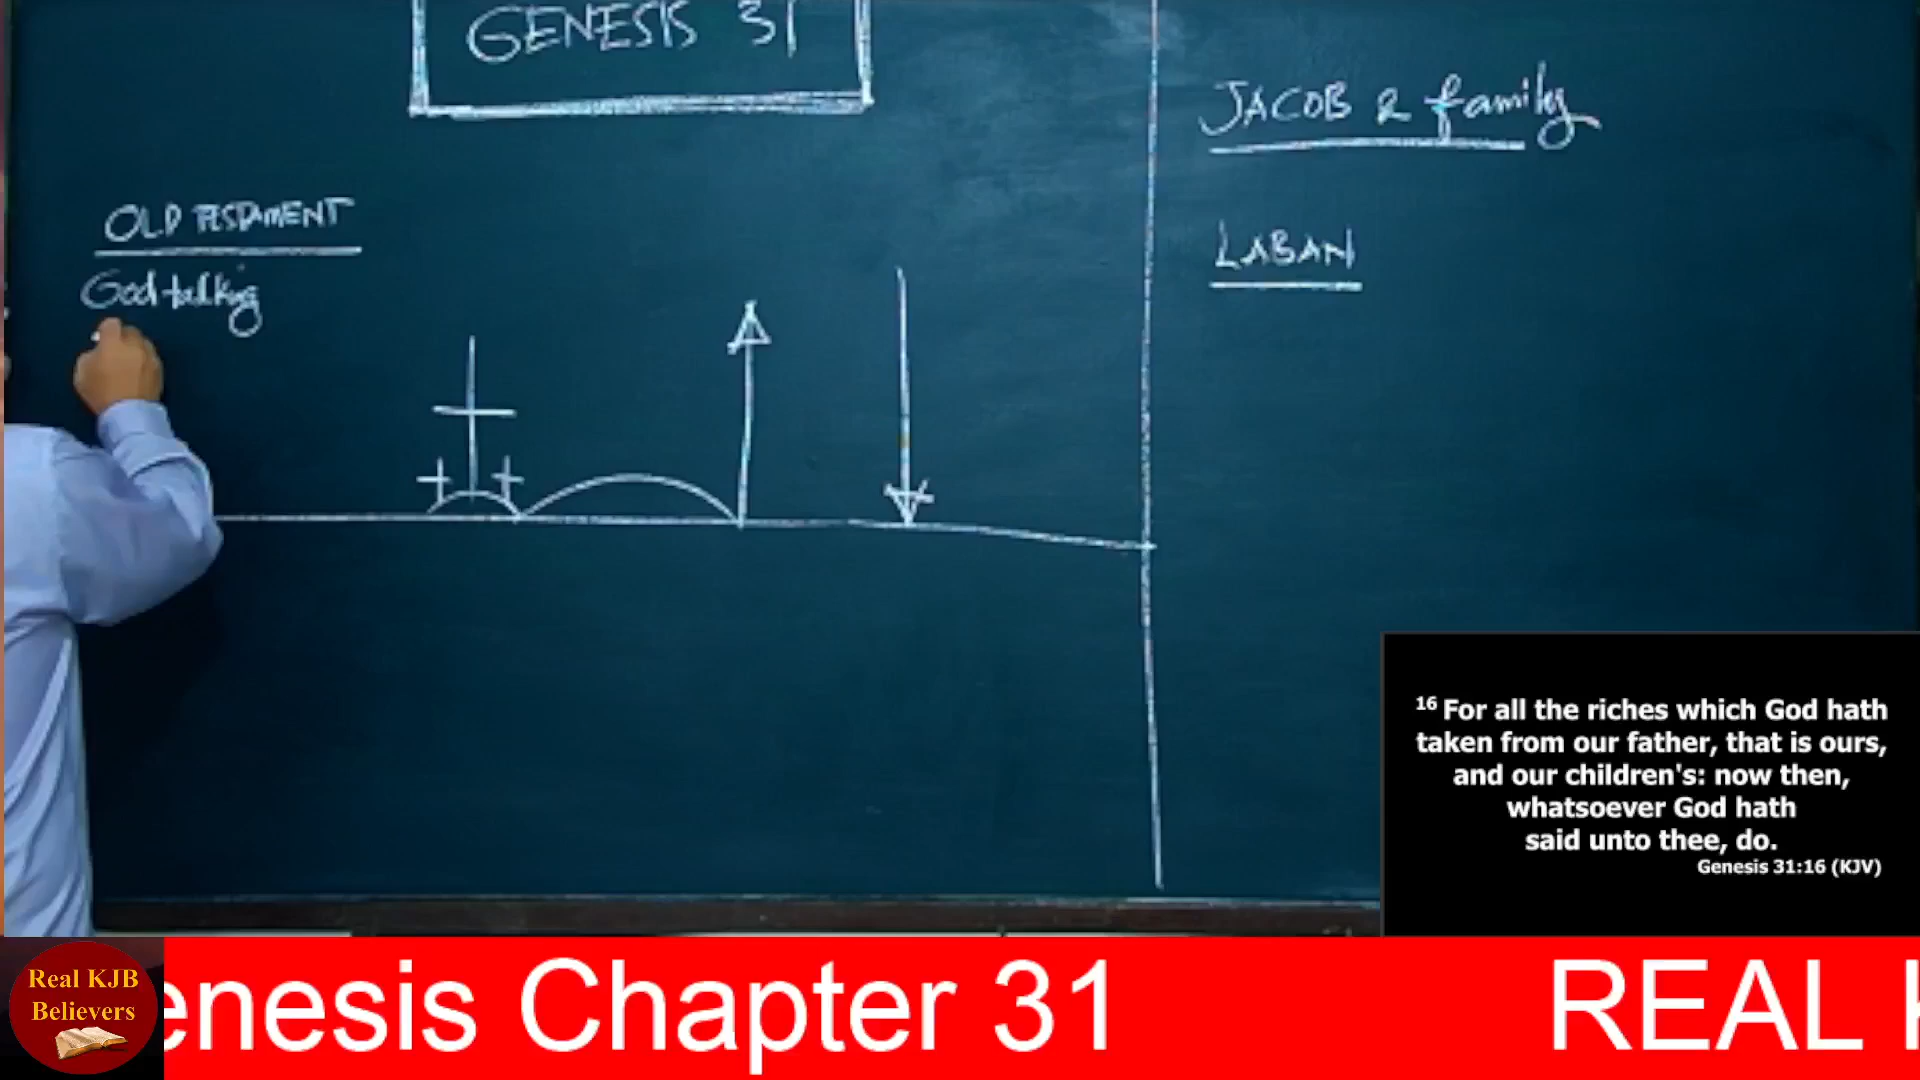 GENESIS 31
JACOB & family
OLD TESTAMENT
LABAN
God talking
16 For all the riches which God hath
taken from our father, that is ours,
and our children's: now then,
whatsoever God hath
said unto thee, do.
Genesis 31:16 (KJV)
Real KJB
Believers
enesis Chapter 31 REAL K